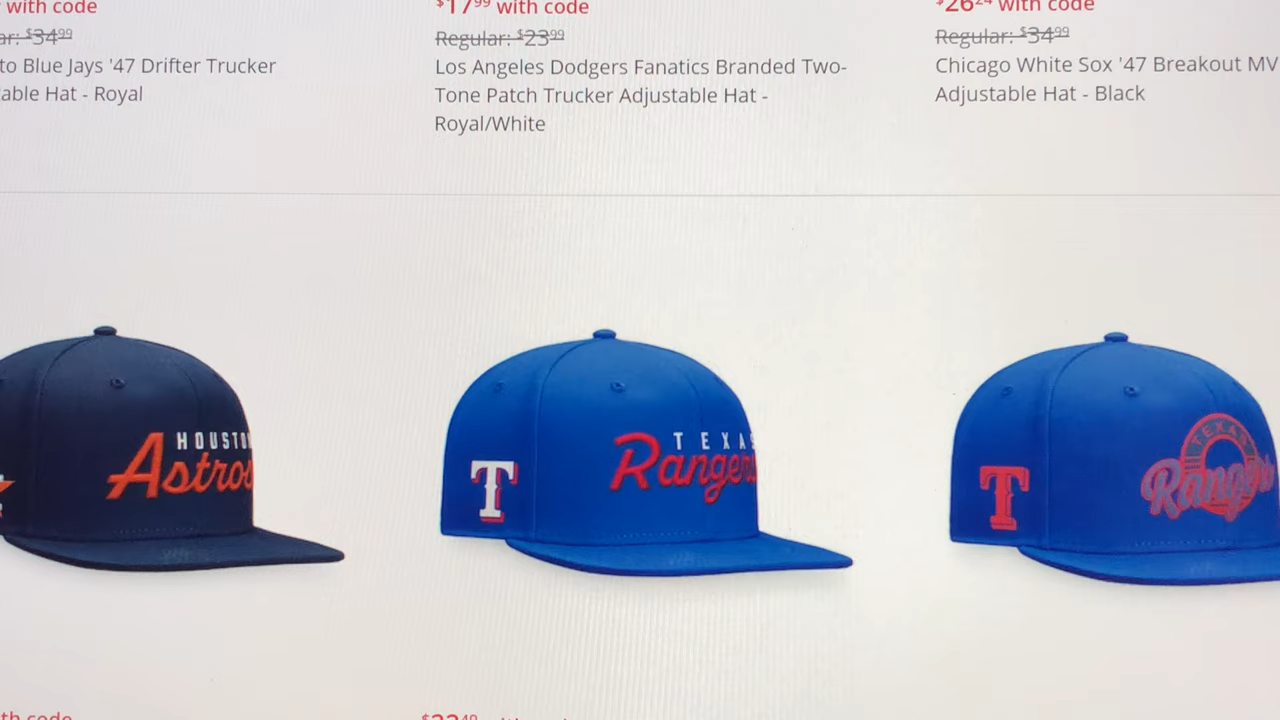 with code
$17.99 with code
$26.24 with code
$34.99
Regular: $23.99
Regular: $34.99
to Blue Jays '47 Drifter Trucker
able Hat - Royal
Los Angeles Dodgers Fanatics Branded Two-
Tone Patch Trucker Adjustable Hat -
Royal/White
Chicago White Sox '47 Breakout MV
Adjustable Hat - Black
HOUSTON
Astros
TEXAS
Rangers
T
TEXAS
Rangers
T
th code